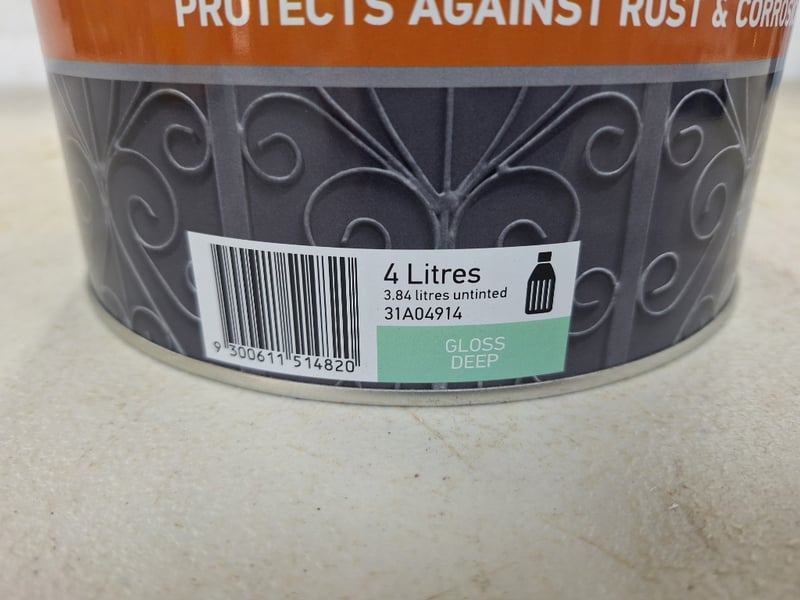 PROTECTS AGAINST RUST & CORROSI
4 Litres
3.84 litres untinted
31A04914
GLOSS
DEEP
9 300611 514820